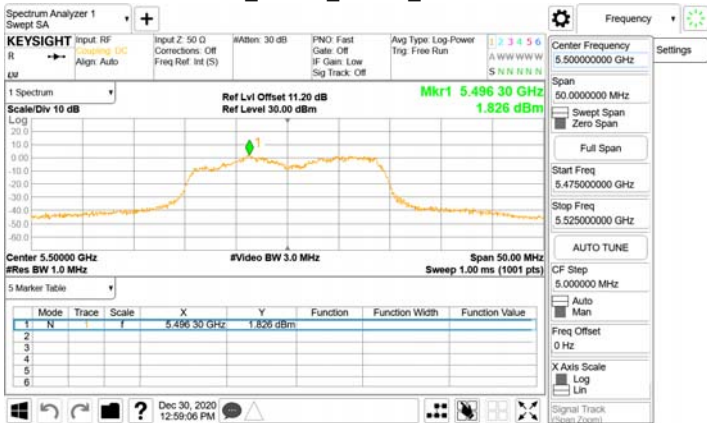 Spectrum Analyzer 1
Swept SA
+
Frequency
KEYSIGHT
Input: RF
Coupling: DC
Align: Auto
Input Z: 50 Ω
Corrections: Off
Freq Ref: Int (S)
#Atten: 30 dB
PNO: Fast
Gate: Off
IF Gain: Low
Sig Track: Off
Avg Type: Log-Power
Trig: Free Run
1 2 3 4 5 6
A WWWWW
S N N N N N
R
LXI
1 Spectrum
Scale/Div 10 dB
Ref Lvl Offset 11.20 dB
Ref Level 30.00 dBm
Mkr1 5.496 30 GHz
1.826 dBm
Log
20.0
10.0
0.00
-10.0
-20.0
-30.0
-40.0
-50.0
-60.0
1
Center 5.50000 GHz
#Video BW 3.0 MHz
Span 50.00 MHz
#Res BW 1.0 MHz
Sweep 1.00 ms (1001 pts)
5 Marker Table
Mode Trace Scale X Y Function Function Width Function Value
1 N 1 f 5.496 30 GHz 1.826 dBm
2
3
4
5
6
Dec 30, 2020
12:59:06 PM
?
Center Frequency
5.500000000 GHz
Settings
Span
50.0000000 MHz
Swept Span
Zero Span
Full Span
Start Freq
5.475000000 GHz
Stop Freq
5.525000000 GHz
AUTO TUNE
CF Step
5.000000 MHz
Auto
Man
Freq Offset
0 Hz
X Axis Scale
Log
Lin
Signal Track
(Span Zoom)